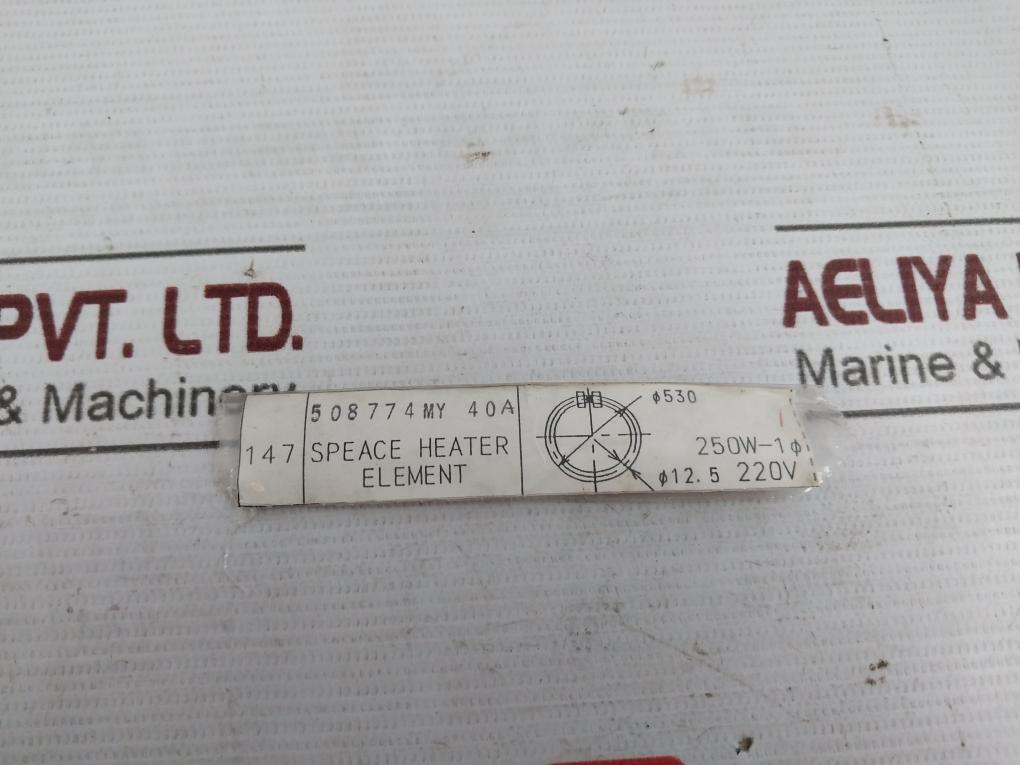 PVT. LTD.
& Machinery
AELIYA
Marine &
147
508774MY 40A
SPEACE HEATER
ELEMENT
φ530
250W-1φ
φ12.5 220V